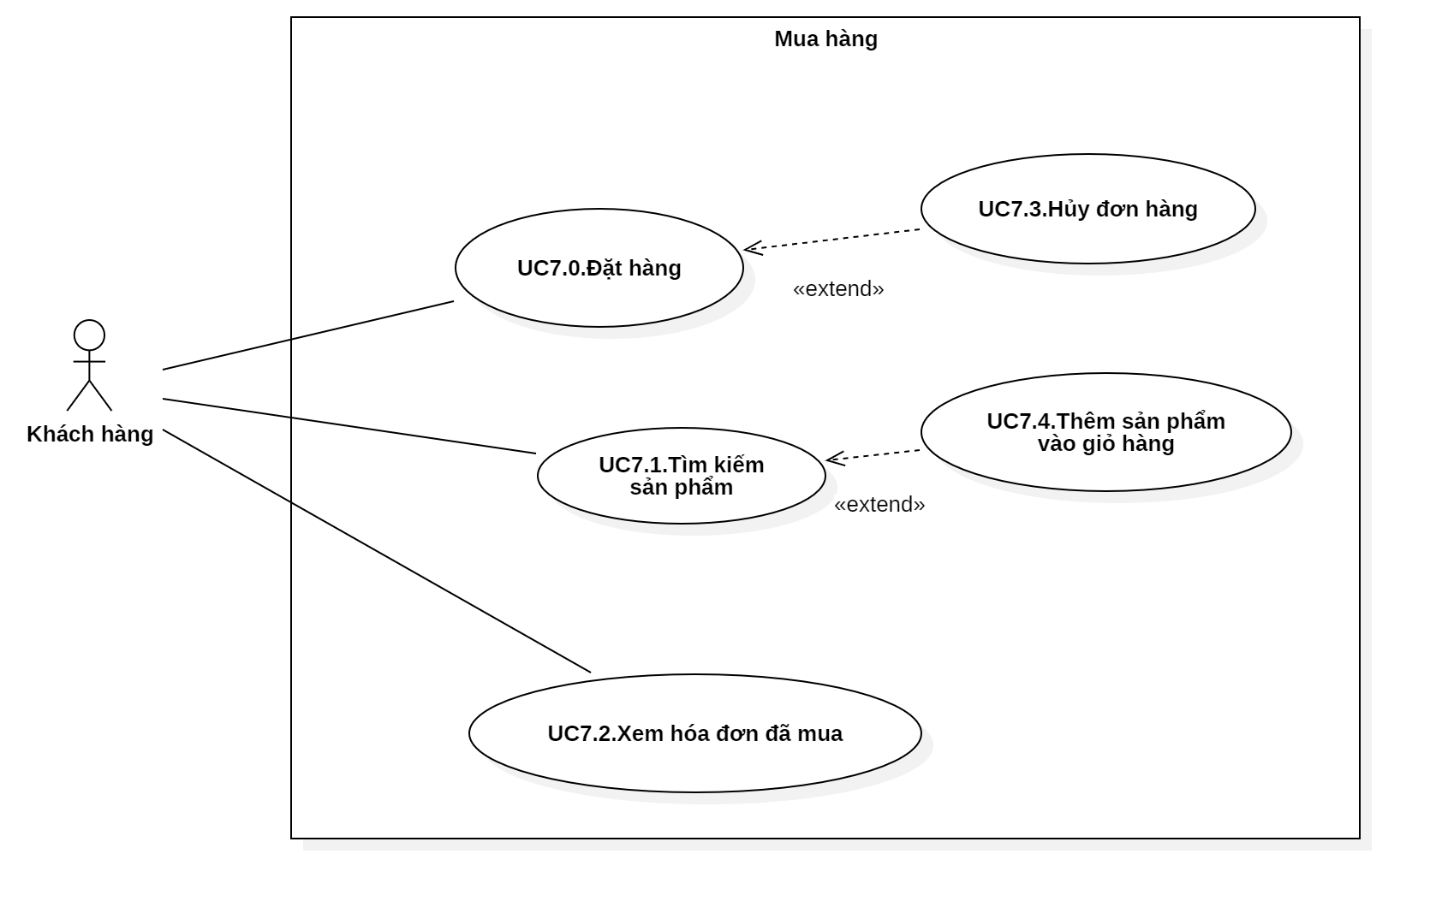 Mua hàng
UC7.3.Hủy đơn hàng
UC7.0.Đặt hàng
«extend»
Khách hàng
UC7.4.Thêm sản phẩm
vào giỏ hàng
UC7.1.Tìm kiếm
sản phẩm
«extend»
UC7.2.Xem hóa đơn đã mua